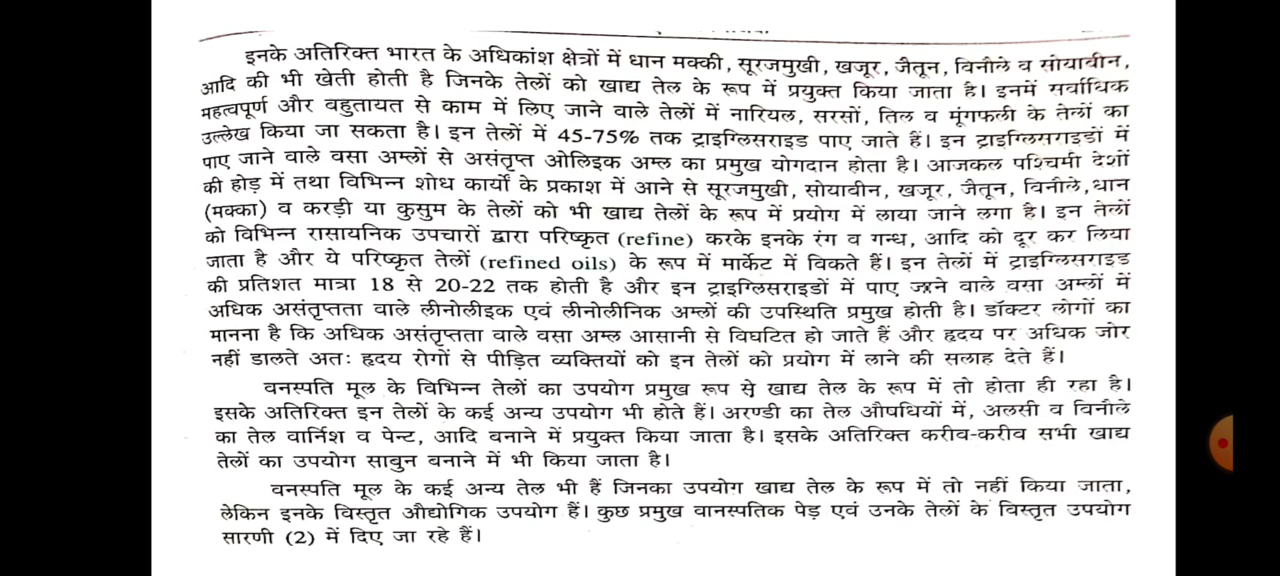 इनके अतिरिक्त भारत के अधिकांश क्षेत्रों में धान मक्की, सूरजमुखी, खजूर, जैतून, विनौले व सोयावीन,
आदि की भी खेती होती है जिनके तेलों को खाद्य तेल के रूप में प्रयुक्त किया जाता है। इनमें सर्वाधिक
महत्वपूर्ण और वहुतायत से काम में लिए जाने वाले तेलों में नारियल, सरसों, तिल व मूंगफली के तेलों का
उल्लेख किया जा सकता है। इन तेलों में 45-75% तक ट्राइग्लिसराइड पाए जाते हैं। इन ट्राइग्लिसराइडों में
पाए जाने वाले वसा अम्लों से असंतृप्त ओलिइक अम्ल का प्रमुख योगदान होता है। आजकल पश्चिमी देशों
की होड़ में तथा विभिन्न शोध कार्यों के प्रकाश में आने से सूरजमुखी, सोयावीन, खजूर, जैतून, विनौले, धान
(मक्का) व करड़ी या कुसुम के तेलों को भी खाद्य तेलों के रूप में प्रयोग में लाया जाने लगा है। इन तेलों
को विभिन्न रासायनिक उपचारों द्वारा परिष्कृत (refine) करके इनके रंग व गन्ध, आदि को दूर कर लिया
जाता है और ये परिष्कृत तेलों (refined oils) के रूप में मार्केट में विकते हैं। इन तेलों में ट्राइग्लिसराइड
की प्रतिशत मात्रा 18 से 20-22 तक होती है और इन ट्राइग्लिसराइडों में पाए जाने वाले वसा अम्लों में
अधिक असंतृप्तता वाले लीनोलीइक एवं लीनोलीनिक अम्लों की उपस्थिति प्रमुख होती है। डॉक्टर लोगों का
मानना है कि अधिक असंतृप्तता वाले वसा अम्ल आसानी से विघटित हो जाते हैं और हृदय पर अधिक जोर
नहीं डालते अतः हृदय रोगों से पीड़ित व्यक्तियों को इन तेलों को प्रयोग में लाने की सलाह देते हैं।
वनस्पति मूल के विभिन्न तेलों का उपयोग प्रमुख रूप से खाद्य तेल के रूप में तो होता ही रहा है।
इसके अतिरिक्त इन तेलों के कई अन्य उपयोग भी होते हैं। अरण्डी का तेल औषधियों में, अलसी व विनौले
का तेल वार्निश व पेन्ट, आदि बनाने में प्रयुक्त किया जाता है। इसके अतिरिक्त करीव-करीव सभी खाद्य
तेलों का उपयोग साबुन बनाने में भी किया जाता है।
वनस्पति मूल के कई अन्य तेल भी हैं जिनका उपयोग खाद्य तेल के रूप में तो नहीं किया जाता,
लेकिन इनके विस्तृत औद्योगिक उपयोग हैं। कुछ प्रमुख वानस्पतिक पेड़ एवं उनके तेलों के विस्तृत उपयोग
सारणी (2) में दिए जा रहे हैं।